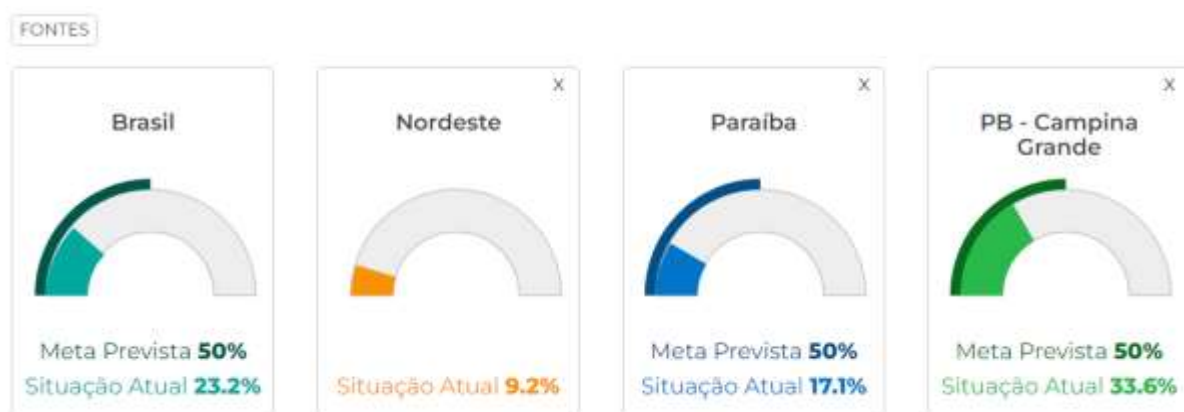 FONTES
Brasil
Meta Prevista 50%
Situação Atual 23.2%
X
Nordeste
Situação Atual 9.2%
X
Paraíba
Meta Prevista 50%
Situação Atual 17.1%
X
PB - Campina
Grande
Meta Prevista 50%
Situação Atual 33.6%